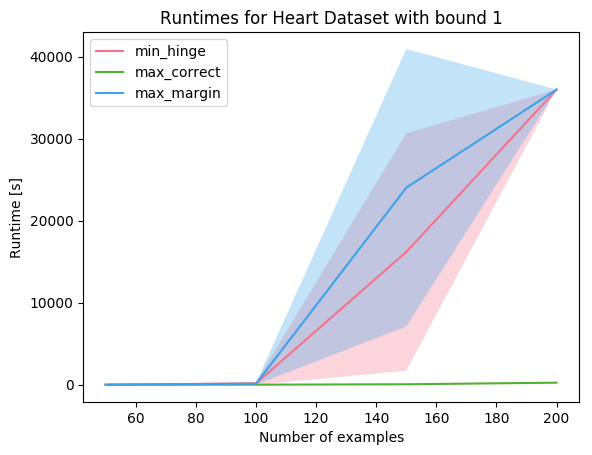 Runtimes for Heart Dataset with bound 1
min_hinge
max_correct
max_margin
40000
30000
20000
10000
0
Runtime [s]
60 80 100 120 140 160 180 200
Number of examples